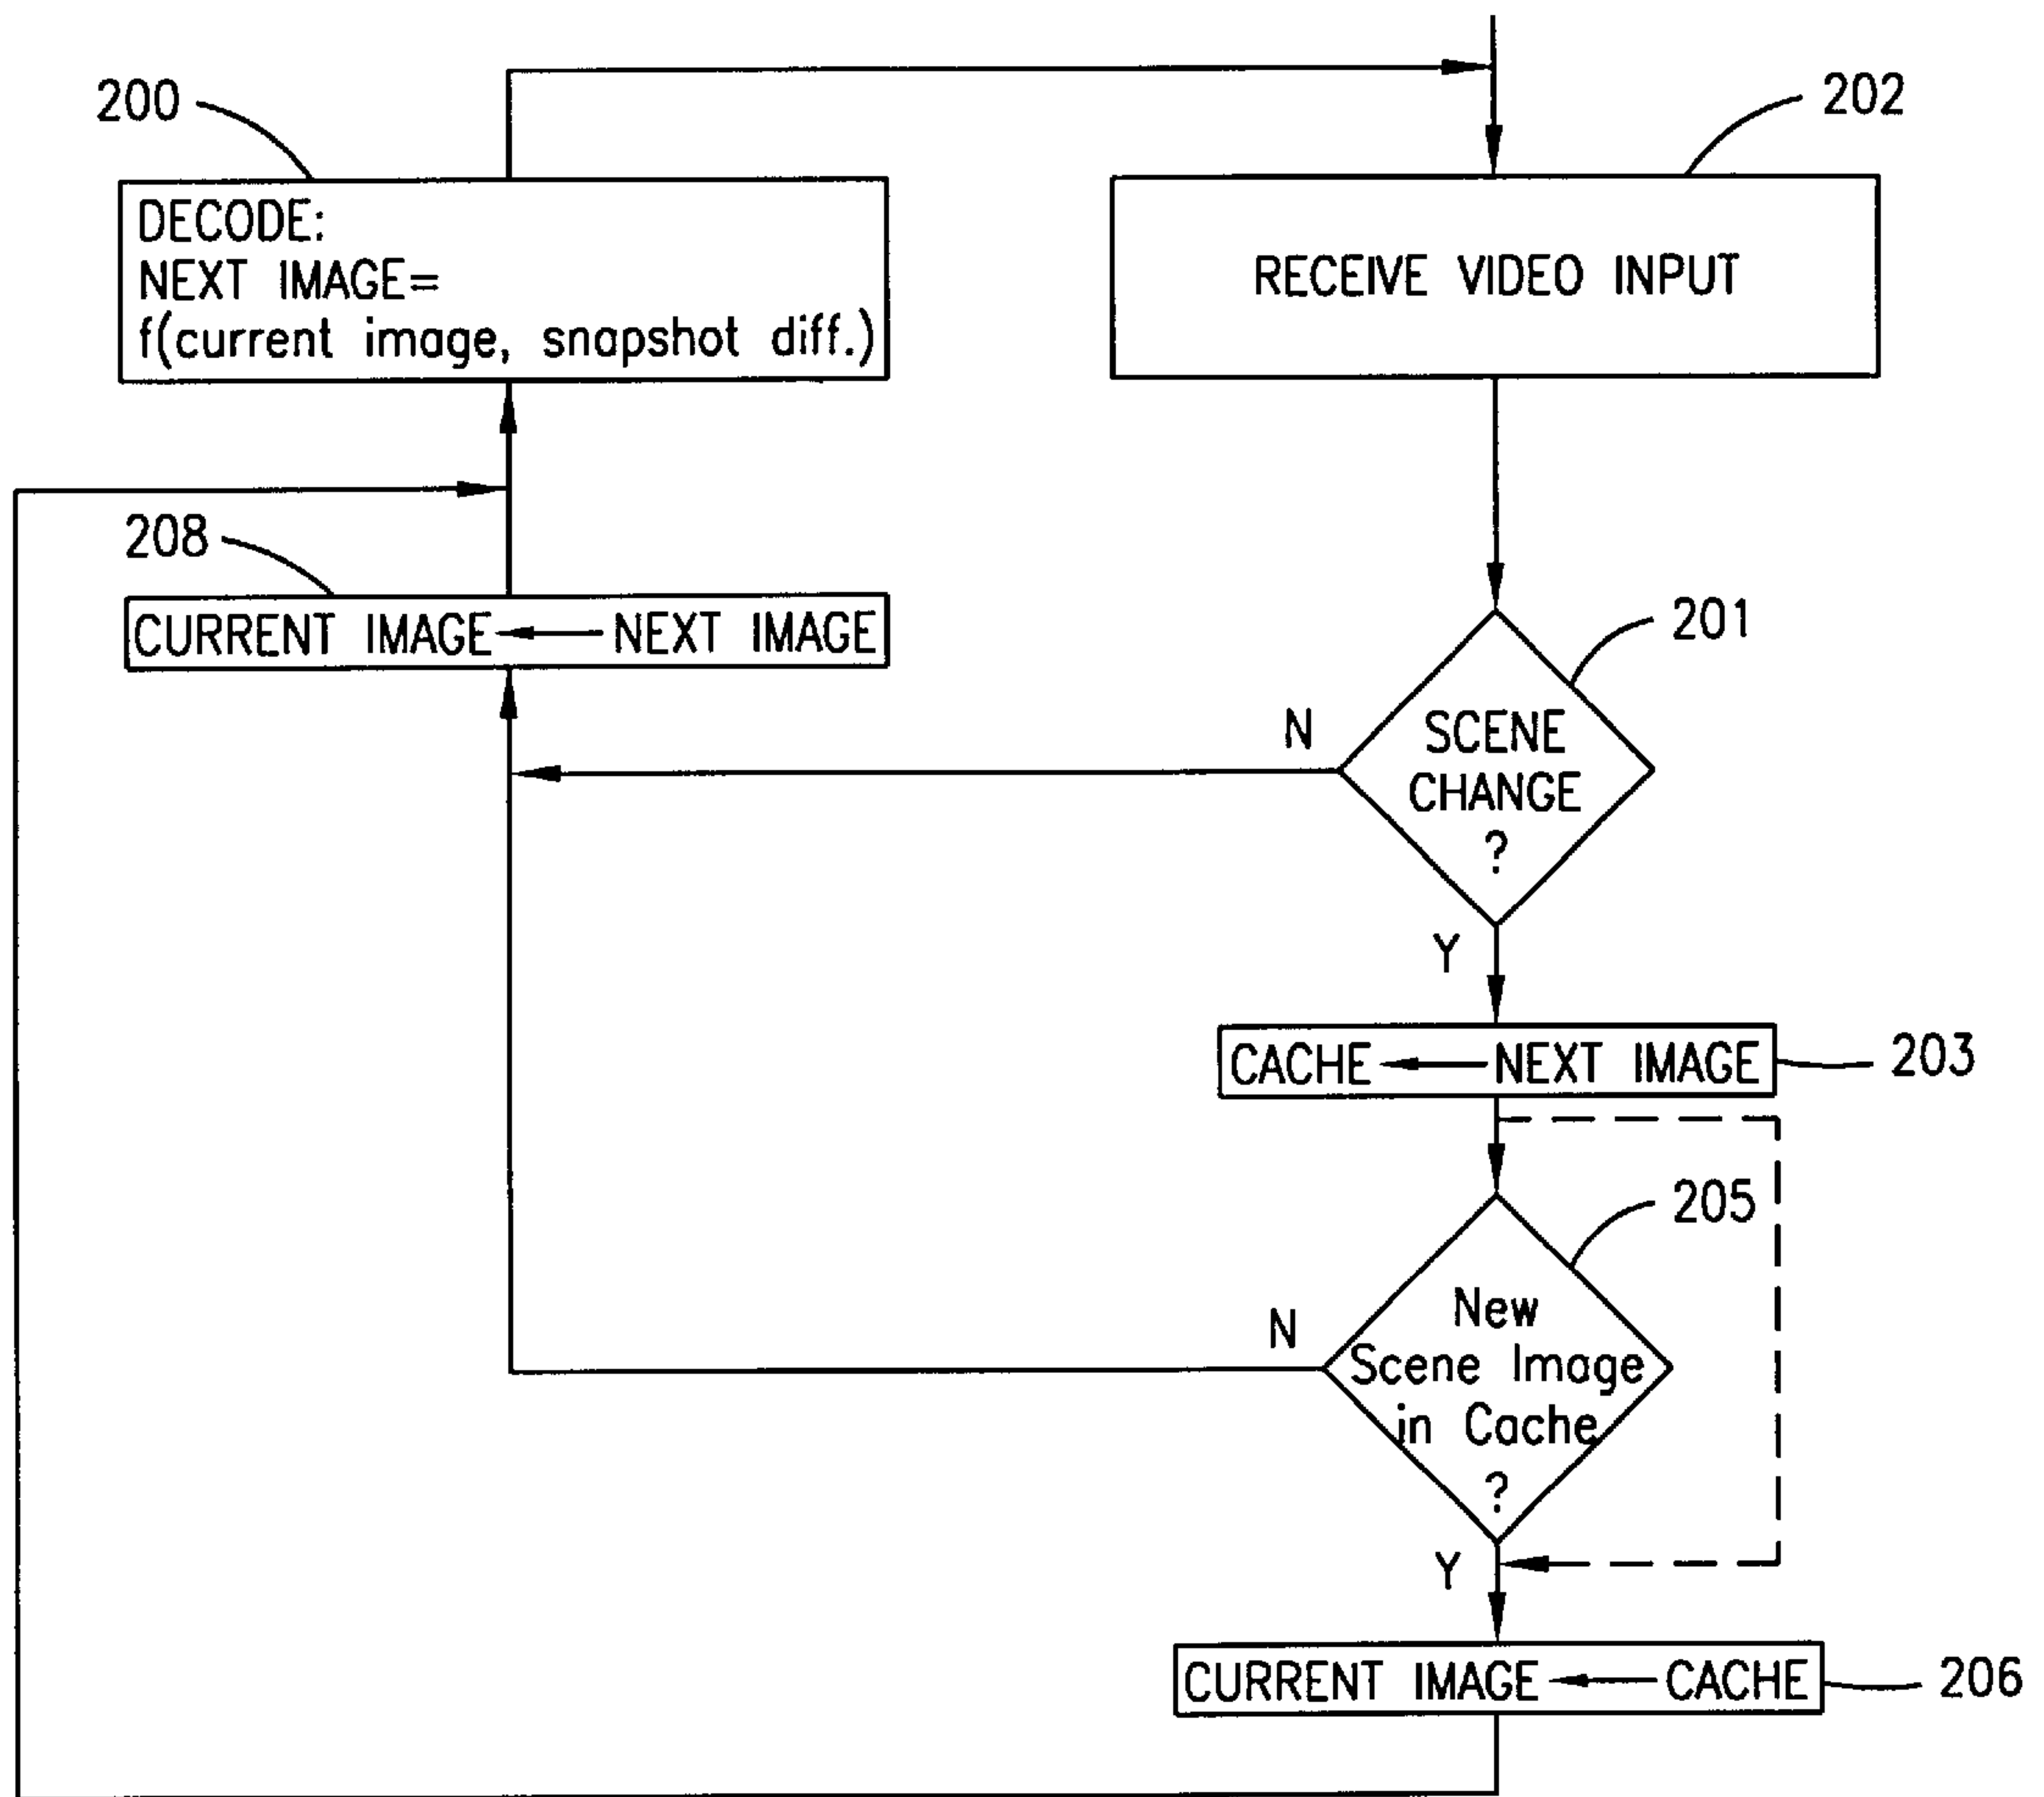 200
202
DECODE:
NEXT IMAGE=
f(current image, snapshot diff.)
RECEIVE VIDEO INPUT
208
CURRENT IMAGE ← NEXT IMAGE
201
N
SCENE
CHANGE
?
Y
CACHE ← NEXT IMAGE
203
205
N
New
Scene Image
in Cache
?
Y
CURRENT IMAGE ← CACHE
206